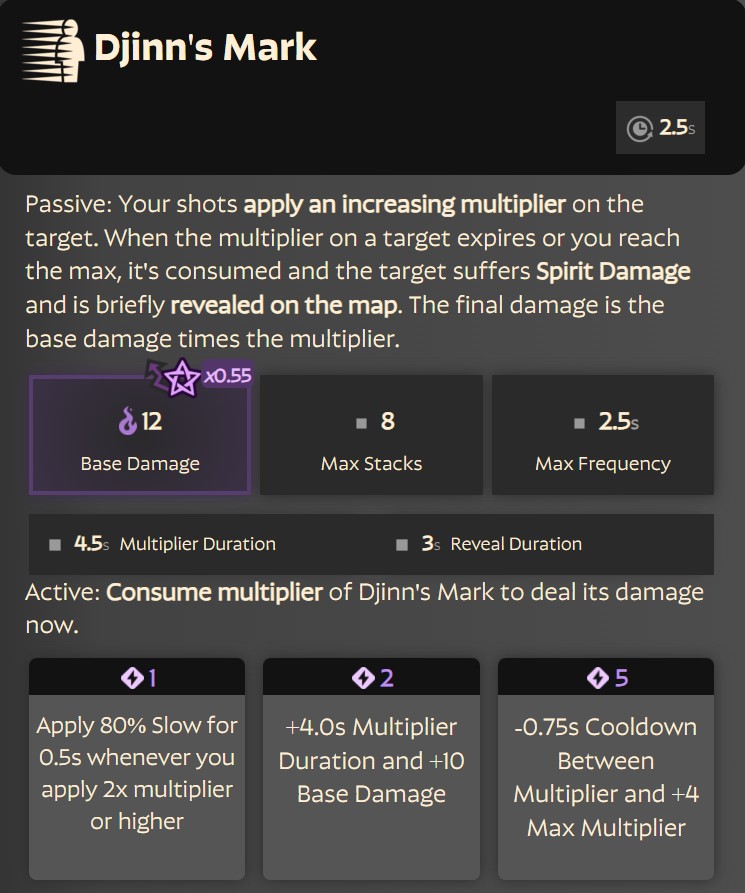 Djinn's Mark
2.5s
Passive: Your shots apply an increasing multiplier on the
target. When the multiplier on a target expires or you reach
the max, it's consumed and the target suffers Spirit Damage
and is briefly revealed on the map. The final damage is the
base damage times the multiplier.
x0.55
12
Base Damage
8
Max Stacks
2.5s
Max Frequency
4.5s Multiplier Duration
3s Reveal Duration
Active: Consume multiplier of Djinn's Mark to deal its damage
now.
1
Apply 80% Slow for
0.5s whenever you
apply 2x multiplier
or higher
2
+4.0s Multiplier
Duration and +10
Base Damage
5
-0.75s Cooldown
Between
Multiplier and +4
Max Multiplier